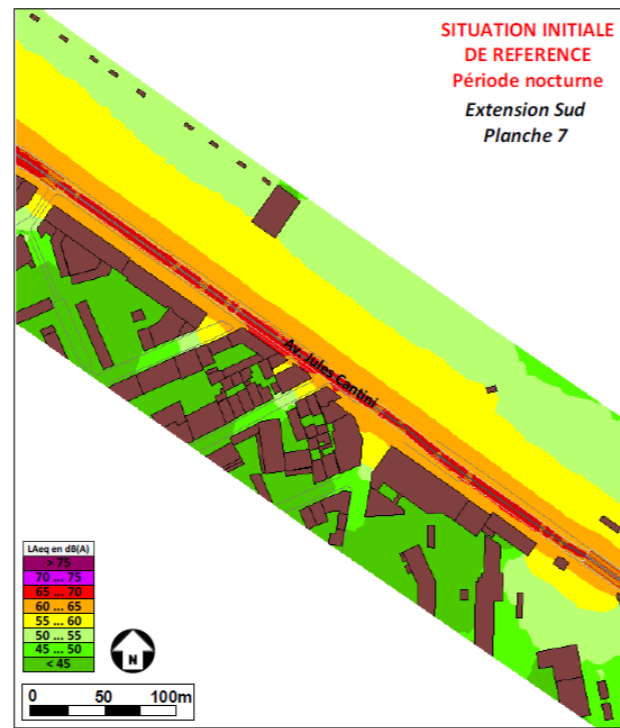 SITUATION INITIALE
DE REFERENCE
Période nocturne
Extension Sud
Planche 7
Av. Jules Cantini
LAeq en dB(A)
> 75
70 ... 75
65 ... 70
60 ... 65
55 ... 60
50 ... 55
45 ... 50
< 45
N
0 50 100m